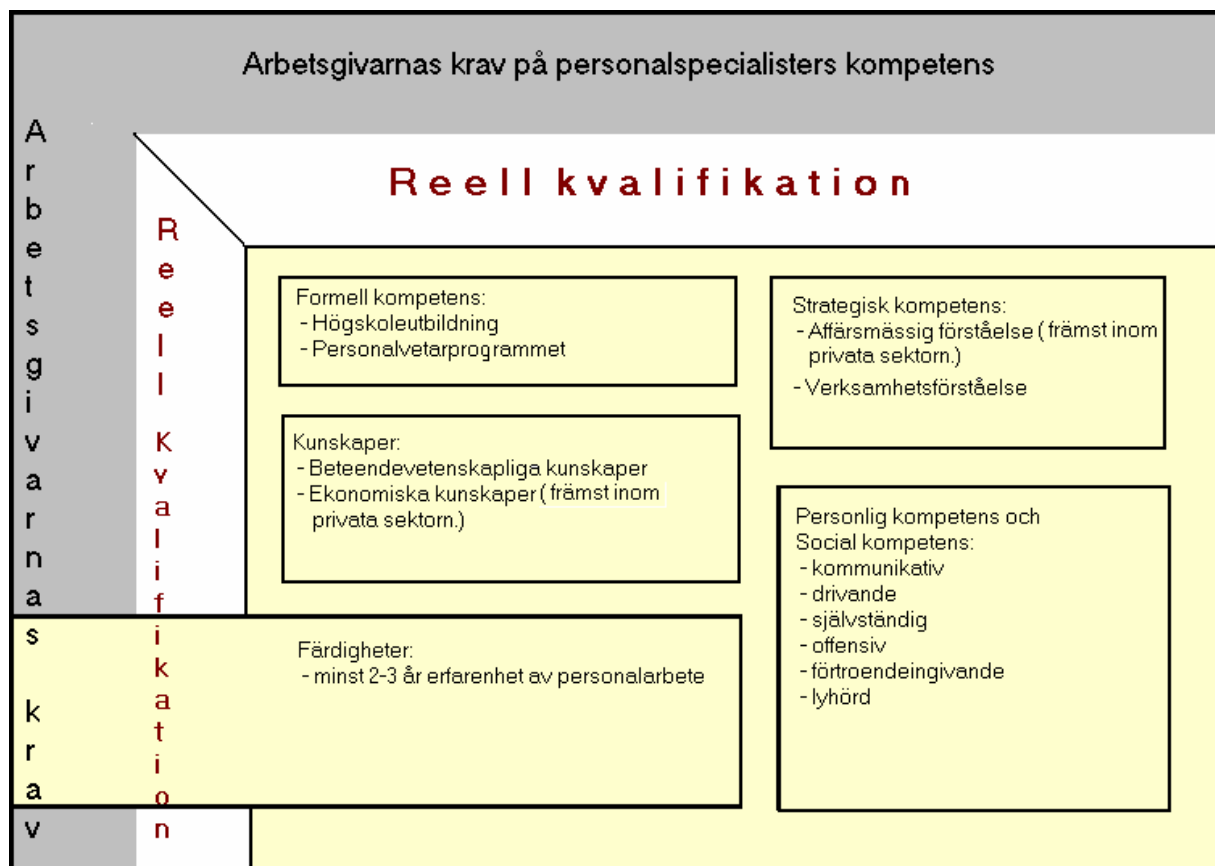 Arbetsgivarnas krav på personalspecialisters kompetens
Arbetsgivarnas krav
Reell kvalifikation
Reell Kvalifikation
Formell kompetens:
- Högskoleutbildning
- Personalvetarprogrammet
Kunskaper:
- Beteendevetenskapliga kunskaper
- Ekonomiska kunskaper ( främst inom
privata sektorn.)
Färdigheter:
- minst 2-3 år erfarenhet av personalarbete
Strategisk kompetens:
- Affärsmässig förståelse ( främst inom
privata sektorn.)
- Verksamhetsförståelse
Personlig kompetens och
Social kompetens:
- kommunikativ
- drivande
- självständig
- offensiv
- förtroendeingivande
- lyhörd